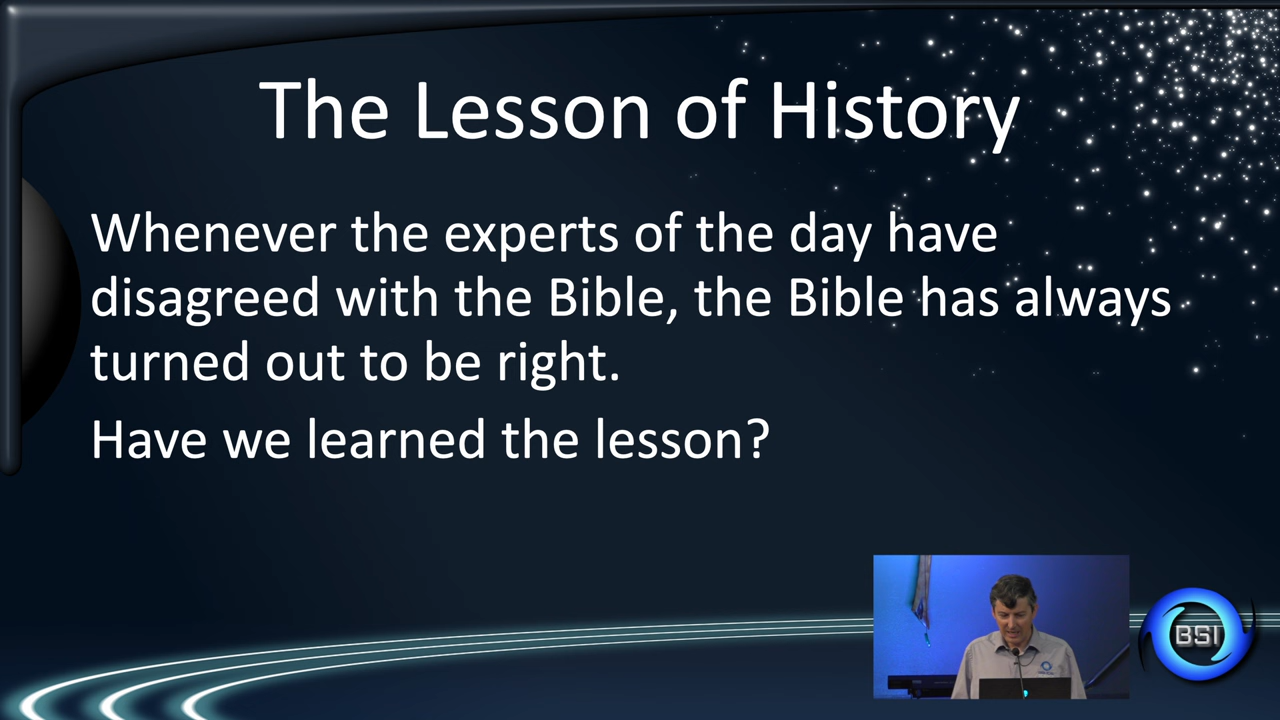 The Lesson of History
Whenever the experts of the day have
disagreed with the Bible, the Bible has always
turned out to be right.
Have we learned the lesson?
BSI